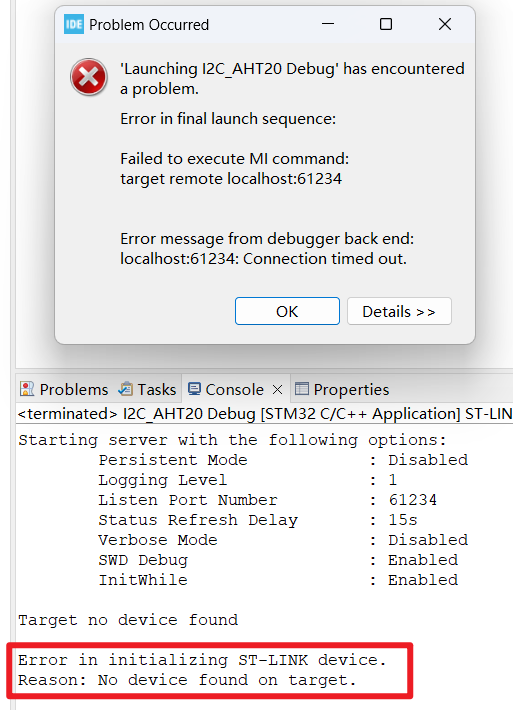 IDE Problem Occurred
'Launching I2C_AHT20 Debug' has encountered
a problem.
Error in final launch sequence:
Failed to execute MI command:
target remote localhost:61234
Error message from debugger back end:
localhost:61234: Connection timed out.
OK Details >>
Problems Tasks Console Properties
<terminated> I2C_AHT20 Debug [STM32 C/C++ Application] ST-LIN
Starting server with the following options:
Persistent Mode : Disabled
Logging Level : 1
Listen Port Number : 61234
Status Refresh Delay : 15s
Verbose Mode : Disabled
SWD Debug : Enabled
InitWhile : Enabled
Target no device found
Error in initializing ST-LINK device.
Reason: No device found on target.